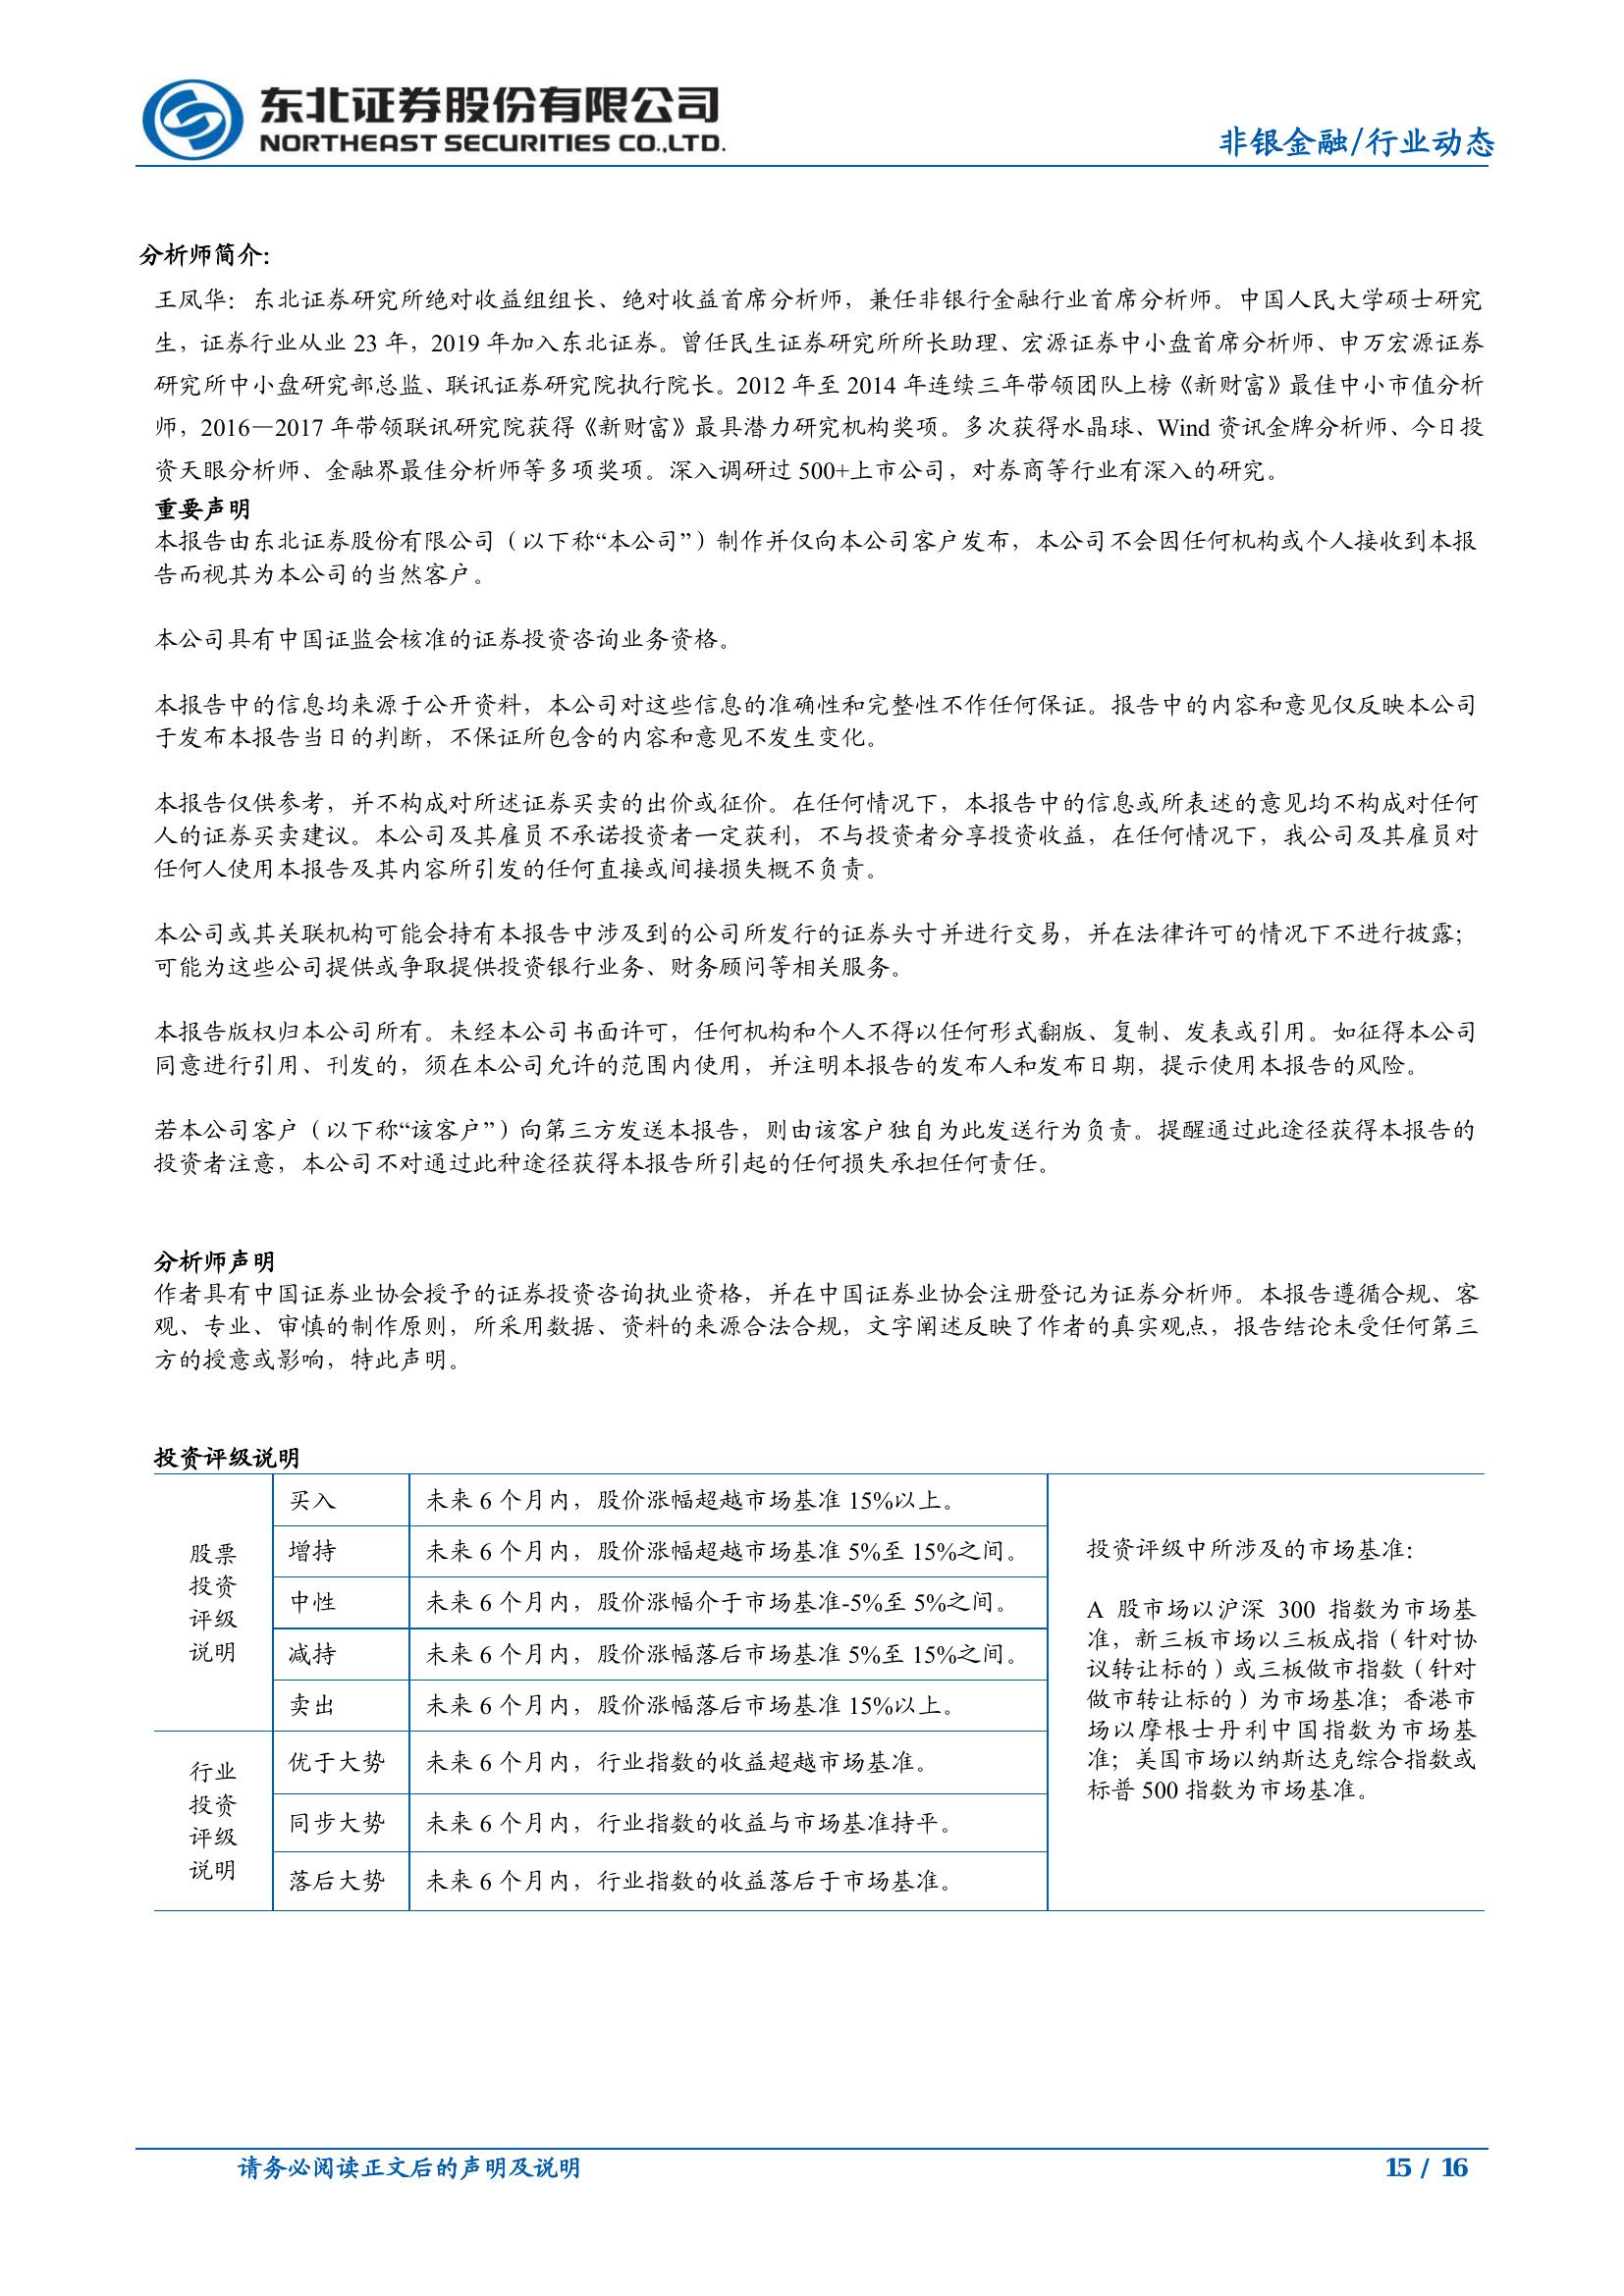 东北证券股份有限公司
NORTHEAST SECURITIES CO.,LTD.
非银金融/行业动态
分析师简介:
王凤华：东北证券研究所绝对收益组组长、绝对收益首席分析师，兼任非银行金融行业首席分析师。中国人民大学硕士研究
生，证券行业从业 23 年，2019 年加入东北证券。曾任民生证券研究所所长助理、宏源证券中小盘首席分析师、申万宏源证券
研究所中小盘研究部总监、联讯证券研究院执行院长。2012 年至 2014 年连续三年带领团队上榜《新财富》最佳中小市值分析
师，2016—2017 年带领联讯研究院获得《新财富》最具潜力研究机构奖项。多次获得水晶球、Wind 资讯金牌分析师、今日投
资天眼分析师、金融界最佳分析师等多项奖项。深入调研过 500+上市公司，对券商等行业有深入的研究。
重要声明
本报告由东北证券股份有限公司（以下称“本公司”）制作并仅向本公司客户发布，本公司不会因任何机构或个人接收到本报
告而视其为本公司的当然客户。
本公司具有中国证监会核准的证券投资咨询业务资格。
本报告中的信息均来源于公开资料，本公司对这些信息的准确性和完整性不作任何保证。报告中的内容和意见仅反映本公司
于发布本报告当日的判断，不保证所包含的内容和意见不发生变化。
本报告仅供参考，并不构成对所述证券买卖的出价或征价。在任何情况下，本报告中的信息或所表述的意见均不构成对任何
人的证券买卖建议。本公司及其雇员不承诺投资者一定获利，不与投资者分享投资收益，在任何情况下，我公司及其雇员对
任何人使用本报告及其内容所引发的任何直接或间接损失概不负责。
本公司或其关联机构可能会持有本报告中涉及到的公司所发行的证券头寸并进行交易，并在法律许可的情况下不进行披露；
可能为这些公司提供或争取提供投资银行业务、财务顾问等相关服务。
本报告版权归本公司所有。未经本公司书面许可，任何机构和个人不得以任何形式翻版、复制、发表或引用。如征得本公司
同意进行引用、刊发的，须在本公司允许的范围内使用，并注明本报告的发布人和发布日期，提示使用本报告的风险。
若本公司客户（以下称“该客户”）向第三方发送本报告，则由该客户独自为此发送行为负责。提醒通过此途径获得本报告的
投资者注意，本公司不对通过此种途径获得本报告所引起的任何损失承担任何责任。
分析师声明
作者具有中国证券业协会授予的证券投资咨询执业资格，并在中国证券业协会注册登记为证券分析师。本报告遵循合规、客
观、专业、审慎的制作原则，所采用数据、资料的来源合法合规，文字阐述反映了作者的真实观点，报告结论未受任何第三
方的授意或影响，特此声明。
投资评级说明
股票
投资
评级
说明
买入 未来 6 个月内，股价涨幅超越市场基准 15%以上。
增持 未来 6 个月内，股价涨幅超越市场基准 5%至 15%之间。
中性 未来 6 个月内，股价涨幅介于市场基准-5%至 5%之间。
减持 未来 6 个月内，股价涨幅落后市场基准 5%至 15%之间。
卖出 未来 6 个月内，股价涨幅落后市场基准 15%以上。
行业
投资
评级
说明
优于大势 未来 6 个月内，行业指数的收益超越市场基准。
同步大势 未来 6 个月内，行业指数的收益与市场基准持平。
落后大势 未来 6 个月内，行业指数的收益落后于市场基准。
投资评级中所涉及的市场基准：
A 股市场以沪深 300 指数为市场基
准，新三板市场以三板成指（针对协
议转让标的）或三板做市指数（针对
做市转让标的）为市场基准；香港市
场以摩根士丹利中国指数为市场基
准；美国市场以纳斯达克综合指数或
标普 500 指数为市场基准。
请务必阅读正文后的声明及说明
15 / 16